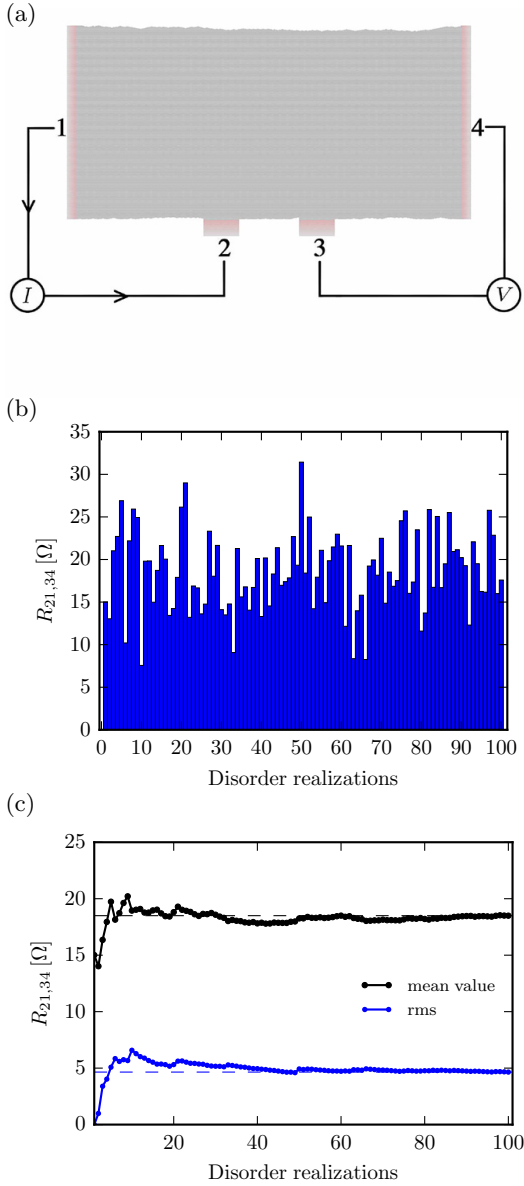 (a)
1
4
2
3
I
V
(b)
R21,34 [Ω]
35
30
25
20
15
10
5
0
0 10 20 30 40 50 60 70 80 90 100
Disorder realizations
(c)
R21,34 [Ω]
25
20
15
10
5
0
mean value
rms
20 40 60 80 100
Disorder realizations